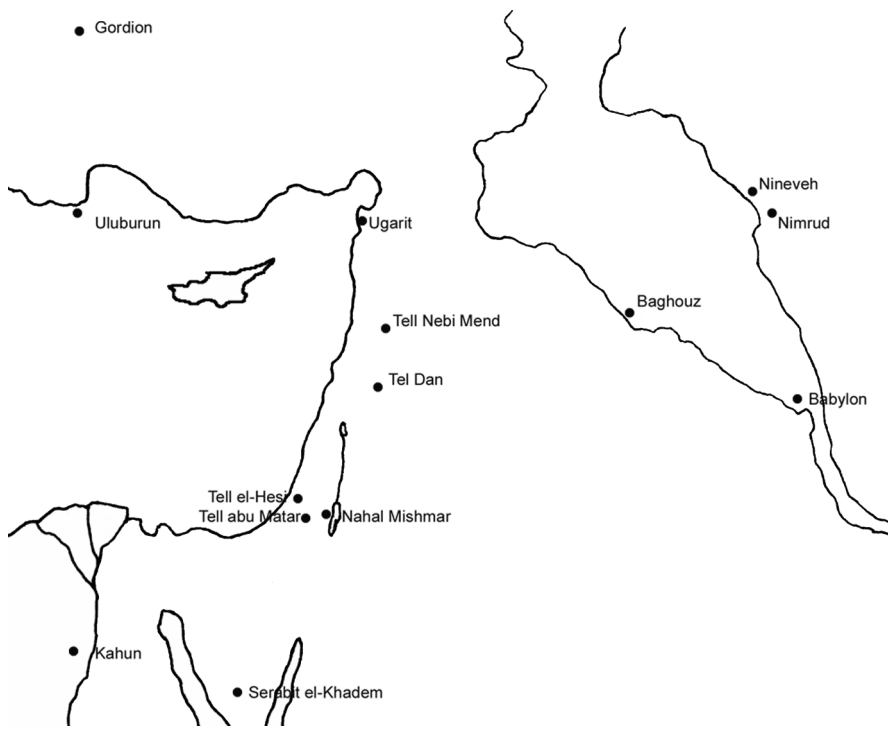 Gordion
Nineveh
Uluburun
Ugarit
Nimrud
Baghouz
Tell Nebi Mend
Tel Dan
Babylon
Tell el-Hesi
Tell abu Matar
Nahal Mishmar
Kahun
Serabit el-Khadem